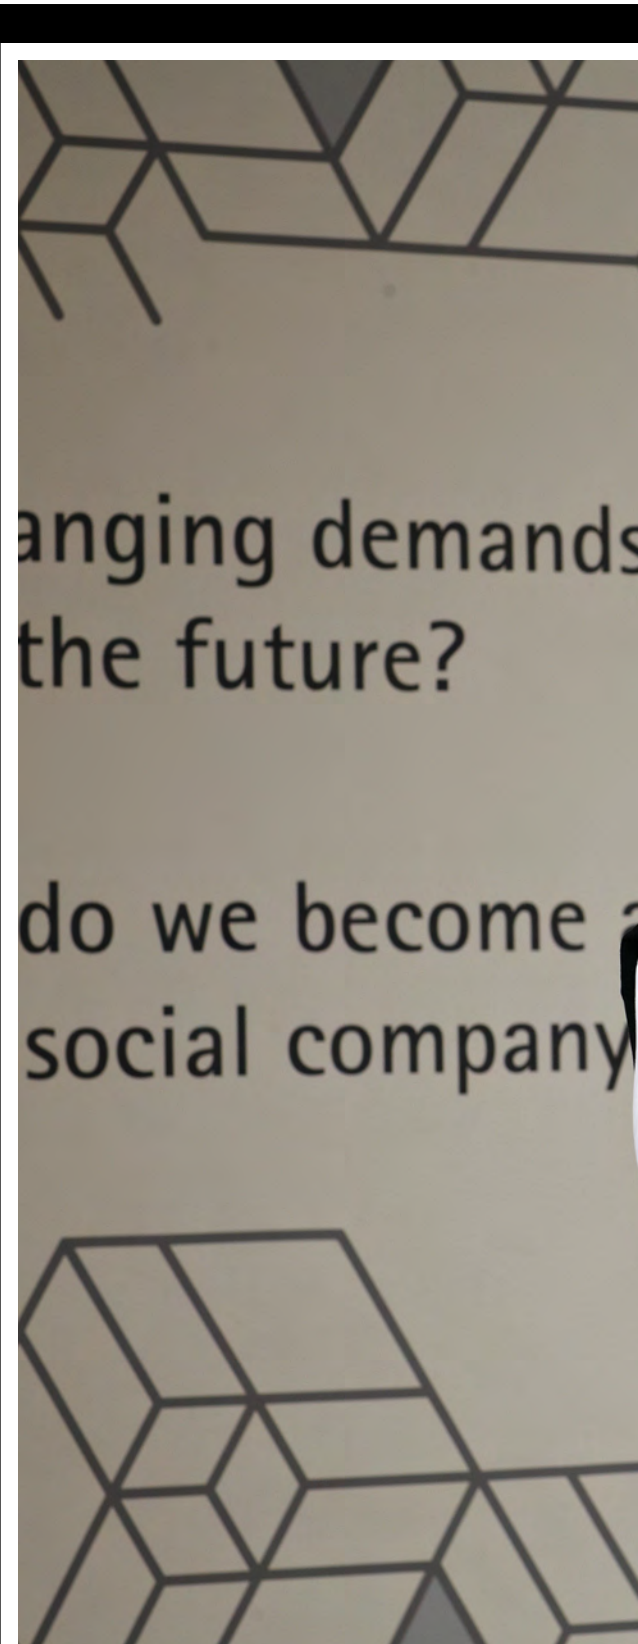 anging demands
the future?
do we become a
social company